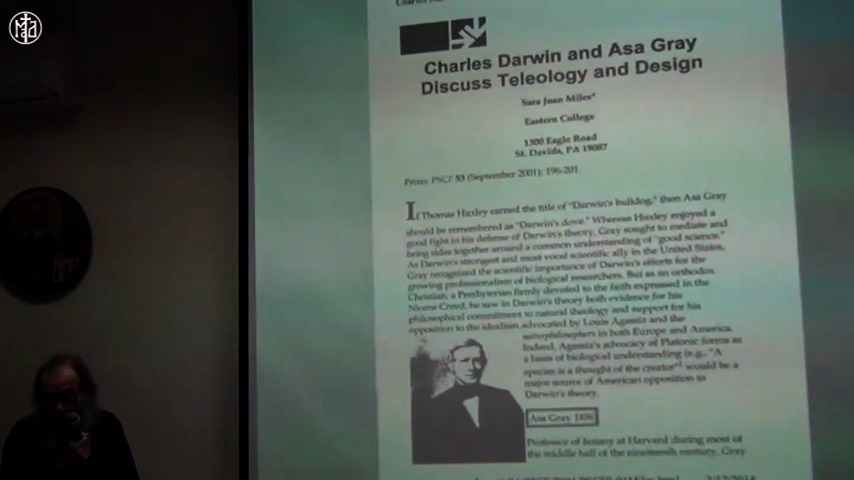 Charles Darwin and Asa Gray
Discuss Teleology and Design
Sara Joan Miles*
Eastern College
1300 Eagle Road
St. Davids, PA 19087
From: PSCF 53 (September 2001): 196-201.
If Thomas Huxley earned the title of "Darwin's bulldog," then Asa Gray
should be remembered as "Darwin's dove." Whereas Huxley enjoyed a
good fight in his defense of Darwin's theory, Gray sought to mediate and
bring sides together around a common understanding of "good science."
As Darwin's strongest and most vocal scientific ally in the United States,
Gray recognized the scientific importance of Darwin's efforts for the
growing professionalism of biological researchers. But as an orthodox
Christian, a Presbyterian firmly devoted to the faith expressed in the
Nicene Creed, he saw in Darwin's theory both evidence for his
philosophical commitment to natural theology and support for his
opposition to the idealism advocated by Louis Agassiz and the
naturphilosophers in both Europe and America.
Indeed, Agassiz's advocacy of Platonic forms as
a basis of biological understanding (e.g., "A
species is a thought of the creator"1 would be a
major source of American opposition to
Darwin's theory.
Asa Gray 1886
Professor of botany at Harvard during most of
the middle half of the nineteenth century, Gray
3/12/2014